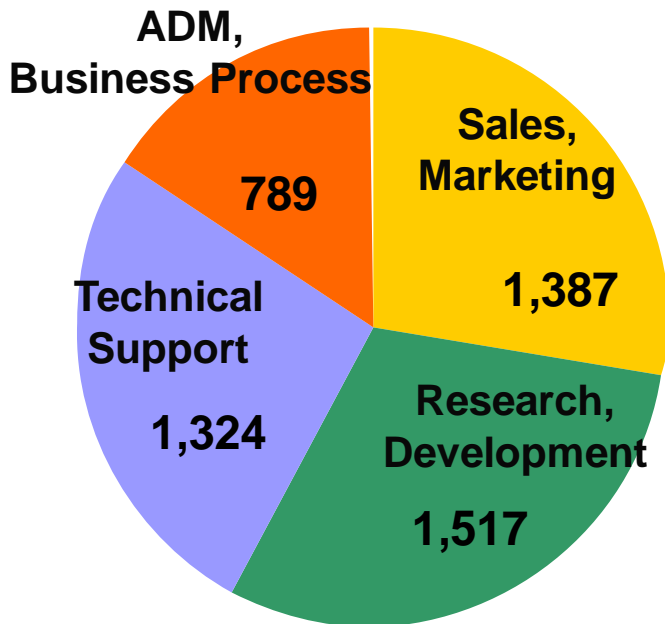 ADM,
Business Process
789
Sales,
Marketing
1,387
Technical
Support
1,324
Research,
Development
1,517